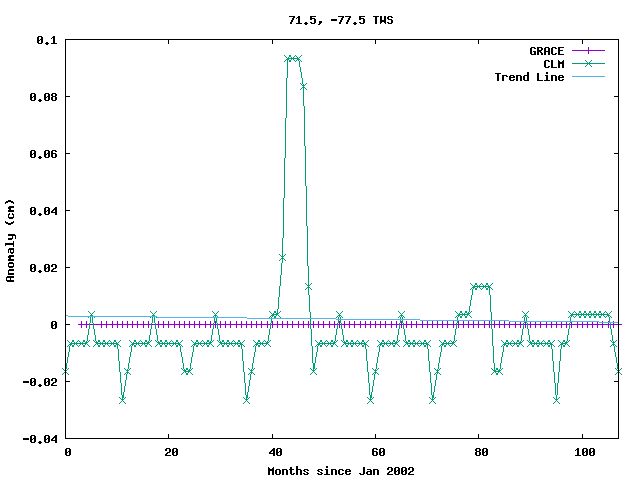 71.5, -77.5 TWS
GRACE
CLM
Trend Line
Anomaly (cm)
0.1
0.08
0.06
0.04
0.02
0
-0.02
-0.04
0 20 40 60 80 100
Months since Jan 2002